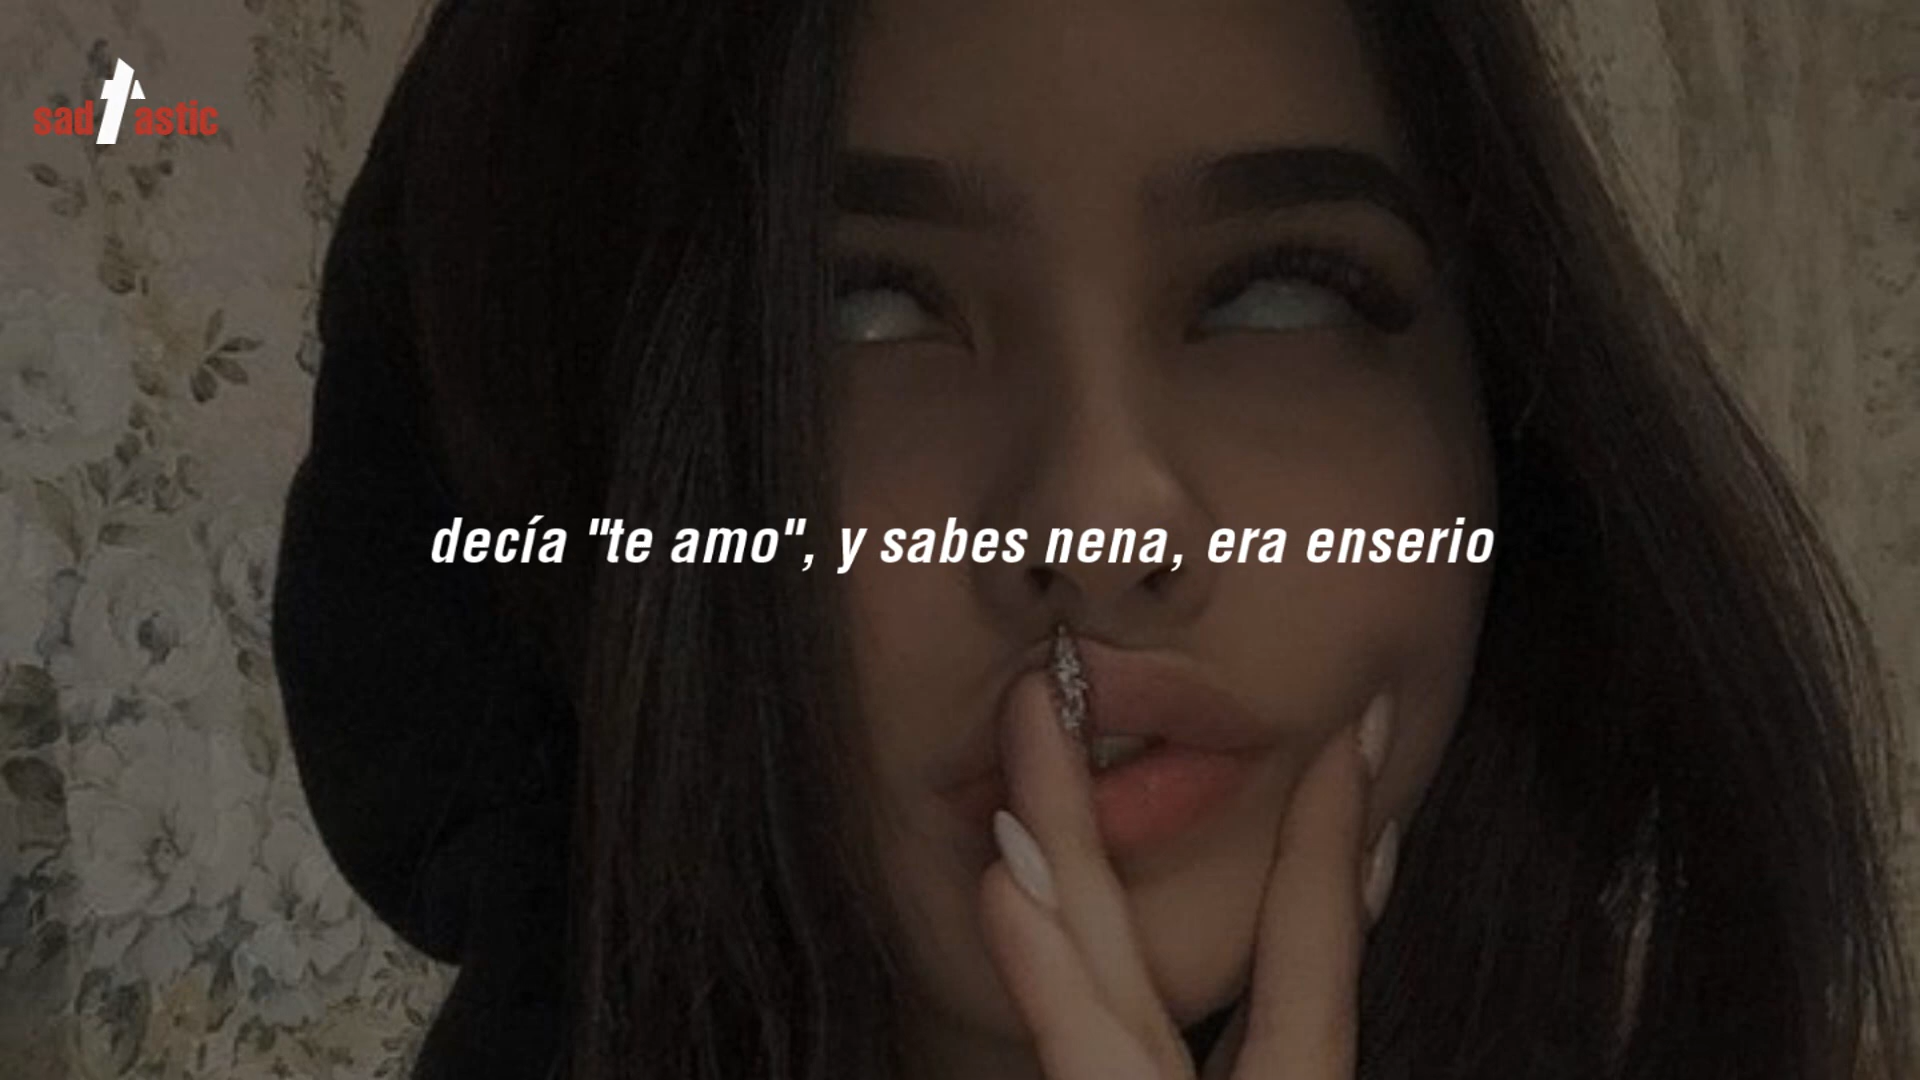 sadtastic
decía "te amo", y sabes nena, era enserio